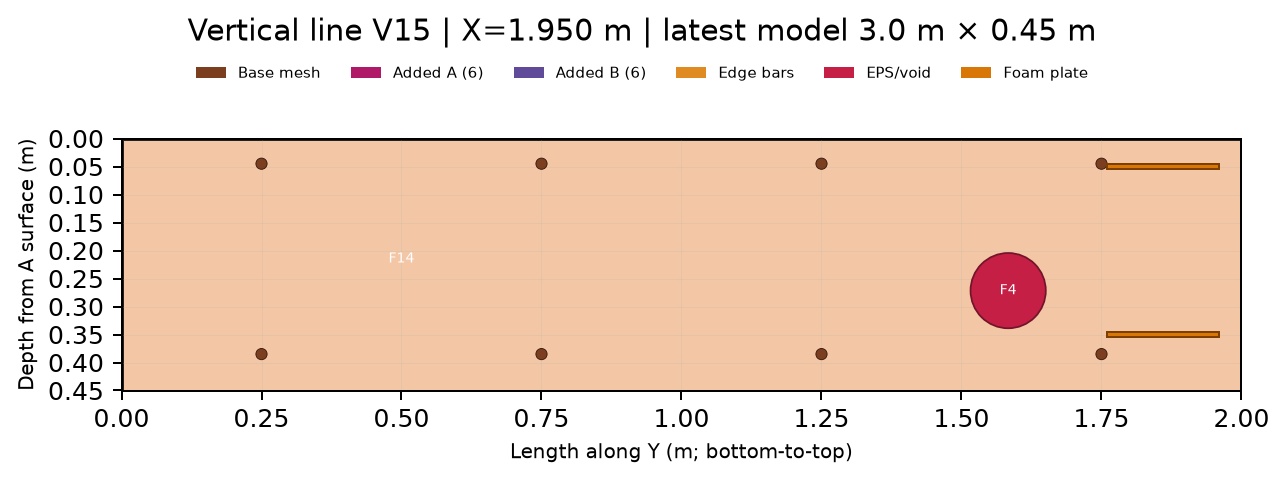 Vertical line V15 | X=1.950 m | latest model 3.0 m × 0.45 m
Base mesh Added A (6) Added B (6) Edge bars EPS/void Foam plate
Depth from A surface (m)
0.00
0.05
0.10
0.15
0.20
0.25
0.30
0.35
0.40
0.45
F14
F4
0.00 0.25 0.50 0.75 1.00 1.25 1.50 1.75 2.00
Length along Y (m; bottom-to-top)